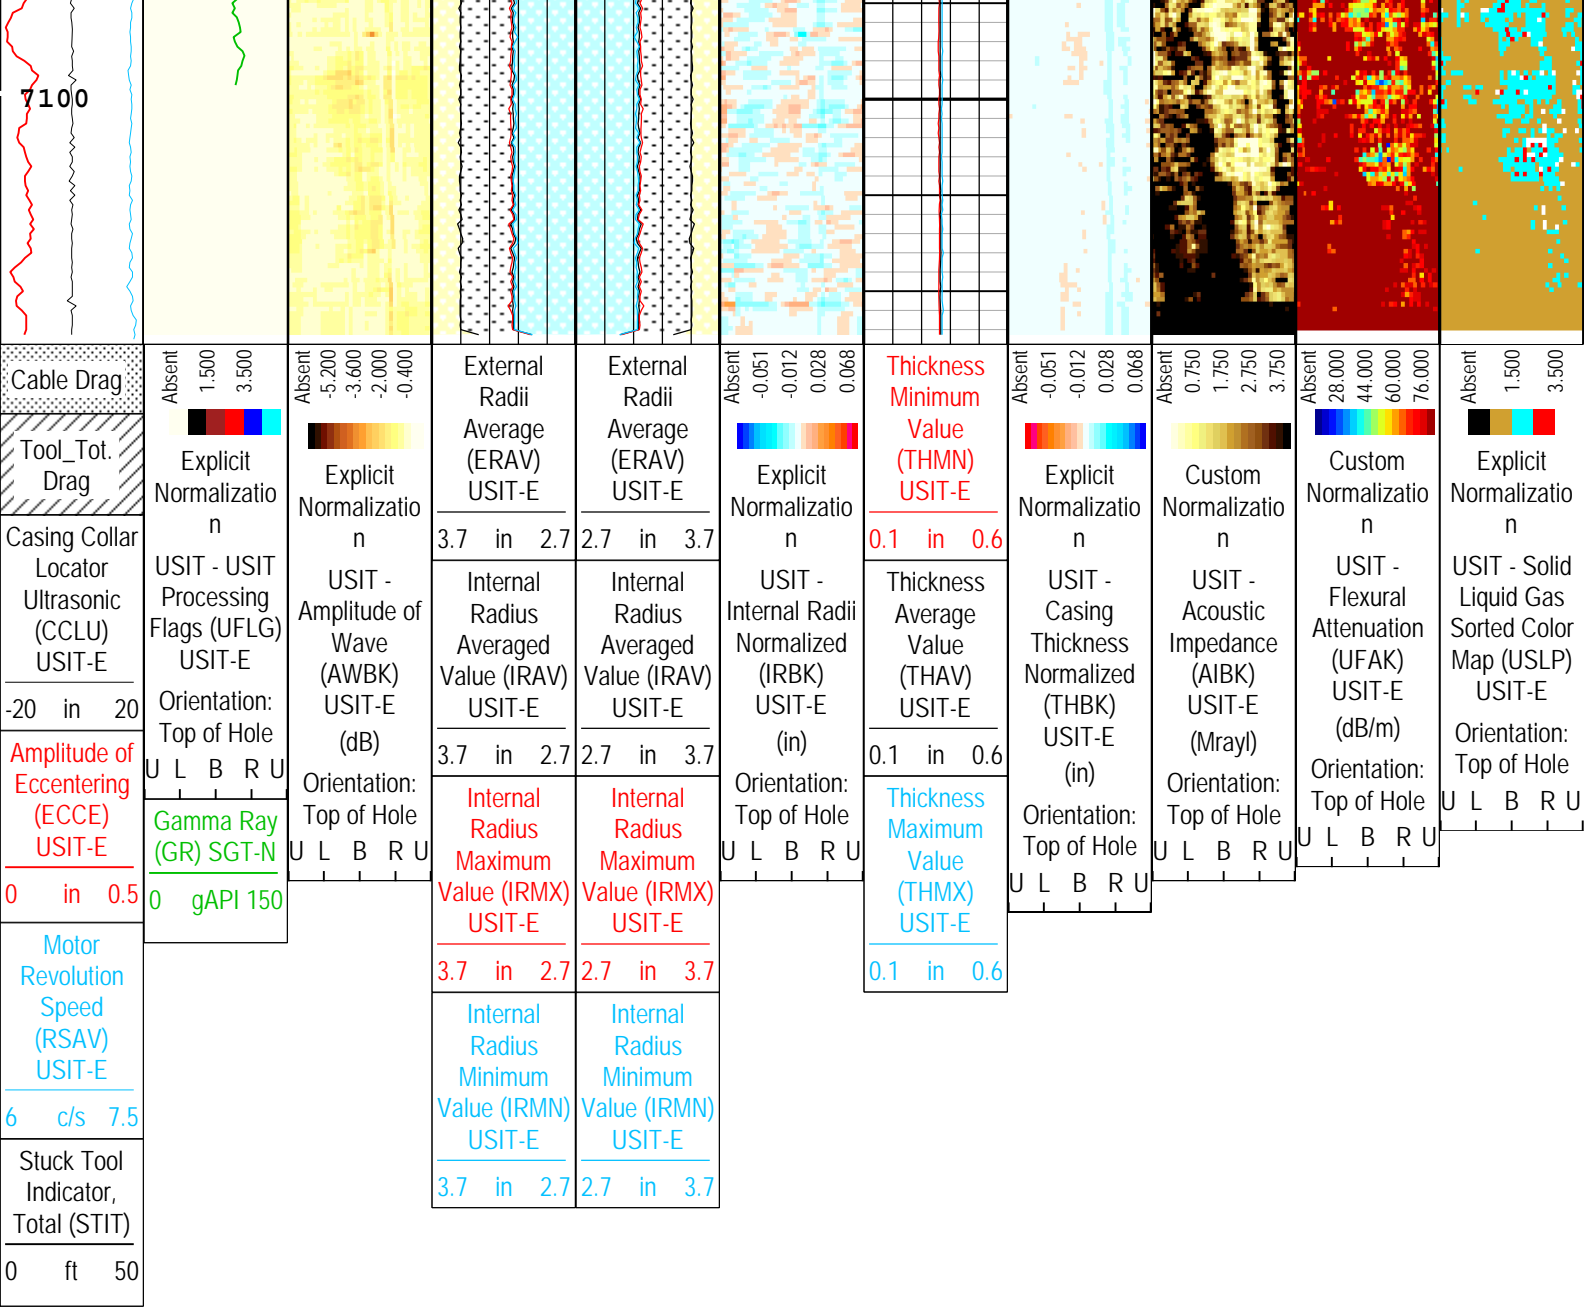 7100
Cable Drag
Tool_Tot.
Drag
Casing Collar
Locator
Ultrasonic
(CCLU)
USIT-E
-20 in 20
Amplitude of
Eccentering
(ECCE)
USIT-E
0 in 0.5
Motor
Revolution
Speed
(RSAV)
USIT-E
6 c/s 7.5
Stuck Tool
Indicator,
Total (STIT)
0 ft 50
Absent
1.500
3.500
Explicit
Normalizatio
n
USIT - USIT
Processing
Flags (UFLG)
USIT-E
Orientation:
Top of Hole
U L B R U
Gamma Ray
(GR) SGT-N
0 gAPI 150
Absent
-5.200
-3.600
-2.000
-0.400
Explicit
Normalizatio
n
USIT -
Amplitude of
Wave
(AWBK)
USIT-E
(dB)
Orientation:
Top of Hole
U L B R U
External
Radii
Average
(ERAV)
USIT-E
3.7 in 2.7
Internal
Radius
Averaged
Value (IRAV)
USIT-E
3.7 in 2.7
Internal
Radius
Maximum
Value (IRMX)
USIT-E
3.7 in 2.7
Internal
Radius
Minimum
Value (IRMN)
USIT-E
3.7 in 2.7
External
Radii
Average
(ERAV)
USIT-E
2.7 in 3.7
Internal
Radius
Averaged
Value (IRAV)
USIT-E
2.7 in 3.7
Internal
Radius
Maximum
Value (IRMX)
USIT-E
2.7 in 3.7
Internal
Radius
Minimum
Value (IRMN)
USIT-E
2.7 in 3.7
Absent
-0.051
-0.012
0.028
0.068
Explicit
Normalizatio
n
USIT -
Internal Radii
Normalized
(IRBK)
USIT-E
(in)
Orientation:
Top of Hole
U L B R U
Thickness
Minimum
Value
(THMN)
USIT-E
0.1 in 0.6
Thickness
Average
Value
(THAV)
USIT-E
0.1 in 0.6
Thickness
Maximum
Value
(THMX)
USIT-E
0.1 in 0.6
Absent
-0.051
-0.012
0.028
0.068
Explicit
Normalizatio
n
USIT -
Casing
Thickness
Normalized
(THBK)
USIT-E
(in)
Orientation:
Top of Hole
U L B R U
Absent
0.750
1.750
2.750
3.750
Custom
Normalizatio
n
USIT -
Acoustic
Impedance
(AIBK)
USIT-E
(Mrayl)
Orientation:
Top of Hole
U L B R U
Absent
28.000
44.000
60.000
76.000
Custom
Normalizatio
n
USIT -
Flexural
Attenuation
(UFAK)
USIT-E
(dB/m)
Orientation:
Top of Hole
U L B R U
Absent
1.500
3.500
Explicit
Normalizatio
n
USIT - Solid
Liquid Gas
Sorted Color
Map (USLP)
USIT-E
Orientation:
Top of Hole
U L B R U